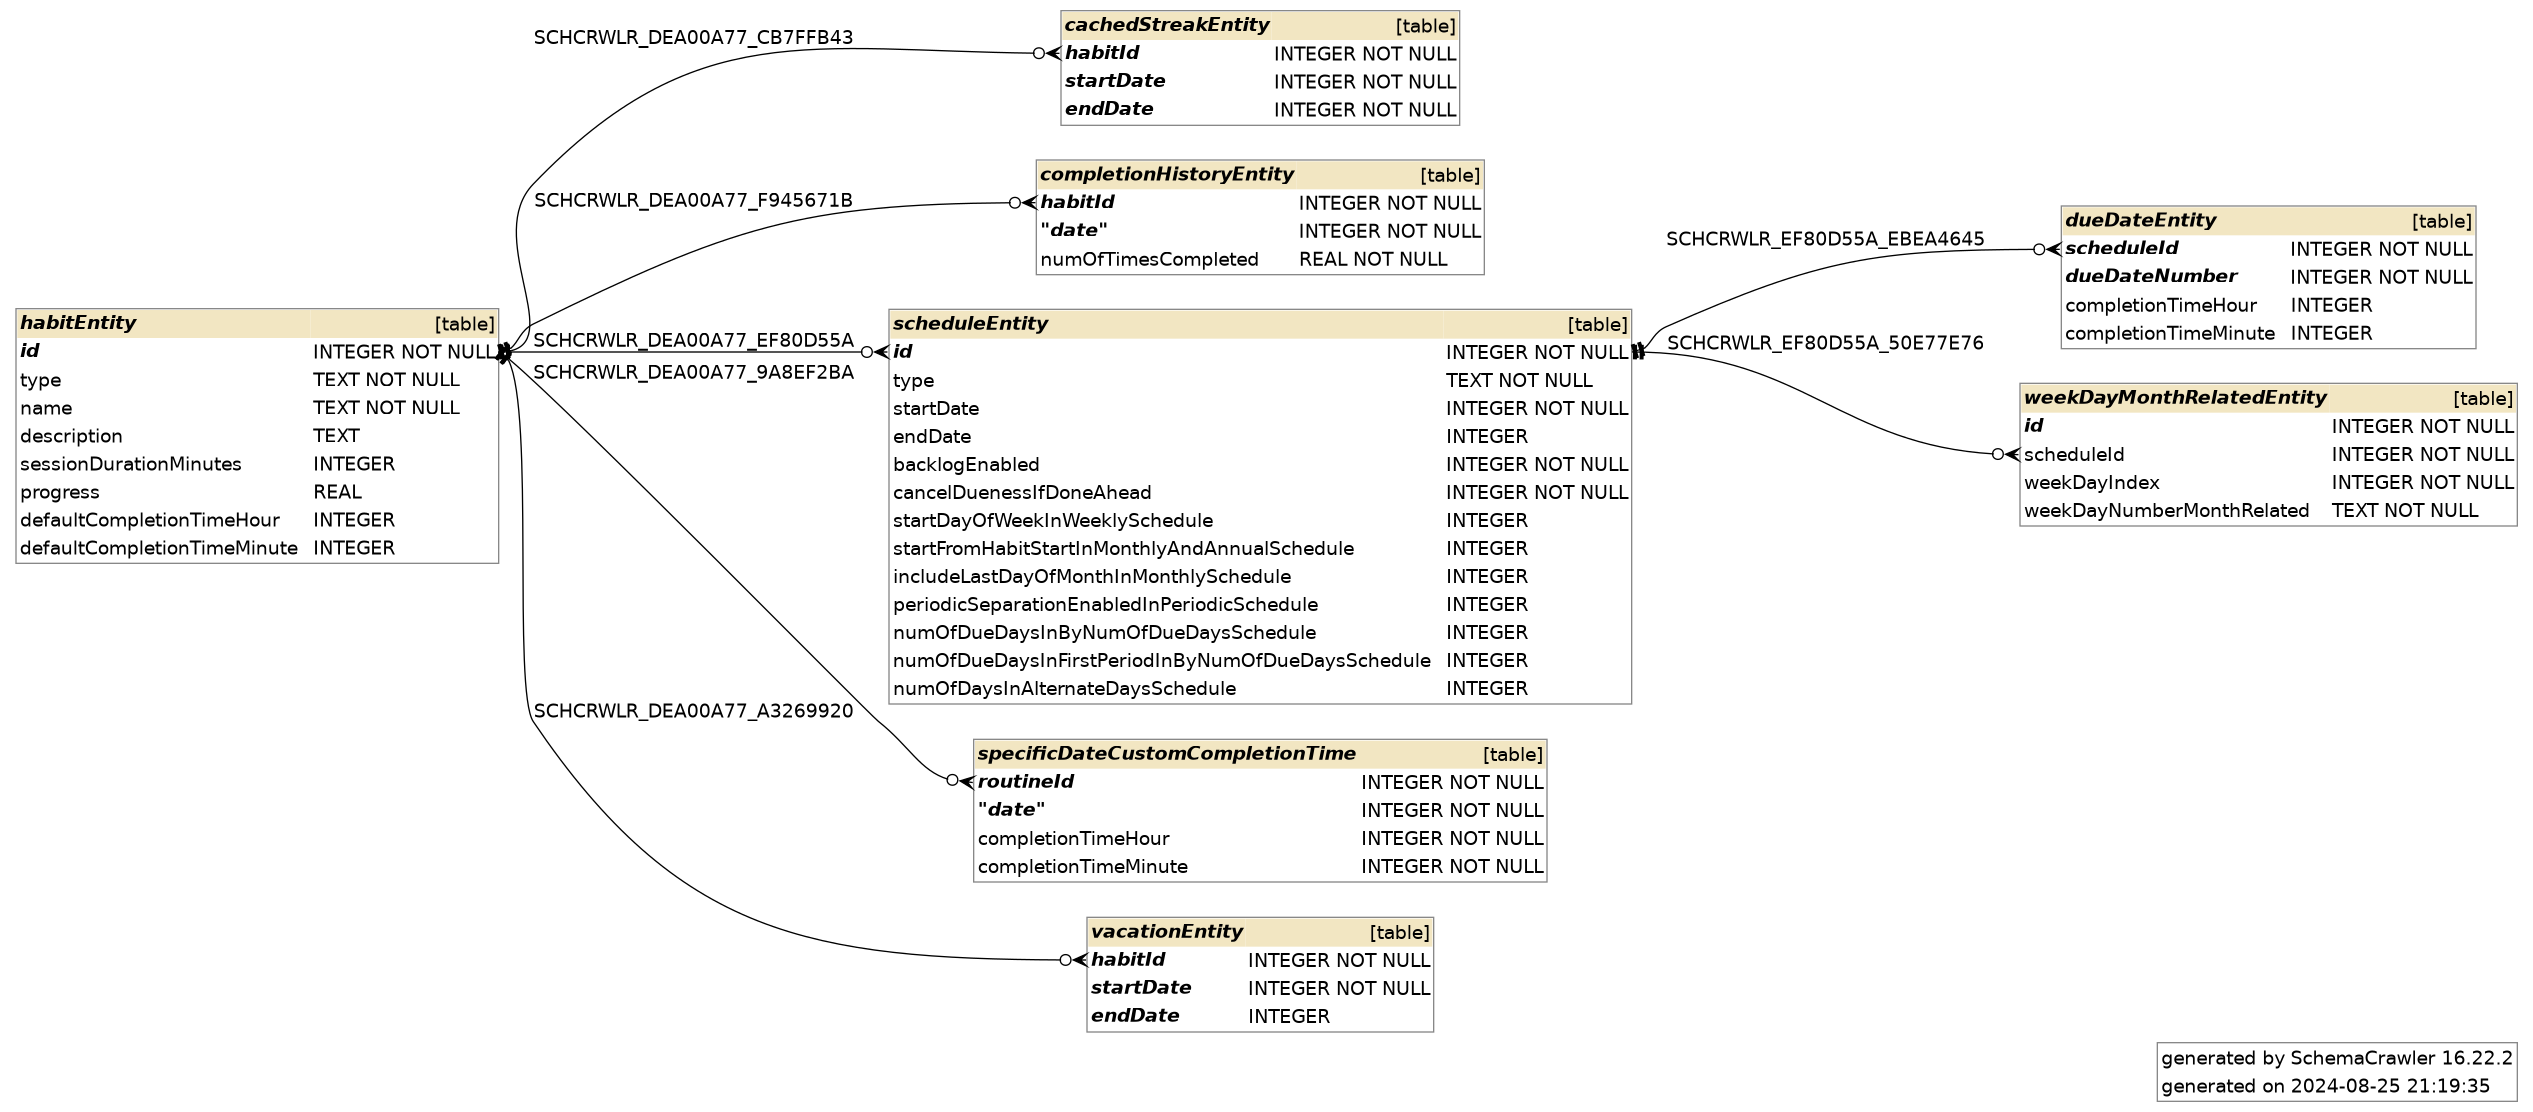 SCHCRWLR_DEA00A77_CB7FFB43
SCHCRWLR_DEA00A77_F945671B
SCHCRWLR_DEA00A77_EF80D55A
SCHCRWLR_DEA00A77_9A8EF2BA
SCHCRWLR_DEA00A77_A3269920
SCHCRWLR_EF80D55A_EBEA4645
SCHCRWLR_EF80D55A_50E77E76
habitEntity [table]
id INTEGER NOT NULL
type TEXT NOT NULL
name TEXT NOT NULL
description TEXT
sessionDurationMinutes INTEGER
progress REAL
defaultCompletionTimeHour INTEGER
defaultCompletionTimeMinute INTEGER
cachedStreakEntity [table]
habitId INTEGER NOT NULL
startDate INTEGER NOT NULL
endDate INTEGER NOT NULL
completionHistoryEntity [table]
habitId INTEGER NOT NULL
"date" INTEGER NOT NULL
numOfTimesCompleted REAL NOT NULL
scheduleEntity [table]
id INTEGER NOT NULL
type TEXT NOT NULL
startDate INTEGER NOT NULL
endDate INTEGER
backlogEnabled INTEGER NOT NULL
cancelDuenessIfDoneAhead INTEGER NOT NULL
startDayOfWeekInWeeklySchedule INTEGER
startFromHabitStartInMonthlyAndAnnualSchedule INTEGER
includeLastDayOfMonthInMonthlySchedule INTEGER
periodicSeparationEnabledInPeriodicSchedule INTEGER
numOfDueDaysInByNumOfDueDaysSchedule INTEGER
numOfDueDaysInFirstPeriodInByNumOfDueDaysSchedule INTEGER
numOfDaysInAlternateDaysSchedule INTEGER
specificDateCustomCompletionTime [table]
routineId INTEGER NOT NULL
"date" INTEGER NOT NULL
completionTimeHour INTEGER NOT NULL
completionTimeMinute INTEGER NOT NULL
vacationEntity [table]
habitId INTEGER NOT NULL
startDate INTEGER NOT NULL
endDate INTEGER
dueDateEntity [table]
scheduleId INTEGER NOT NULL
dueDateNumber INTEGER NOT NULL
completionTimeHour INTEGER
completionTimeMinute INTEGER
weekDayMonthRelatedEntity [table]
id INTEGER NOT NULL
scheduleId INTEGER NOT NULL
weekDayIndex INTEGER NOT NULL
weekDayNumberMonthRelated TEXT NOT NULL
generated by SchemaCrawler 16.22.2
generated on 2024-08-25 21:19:35